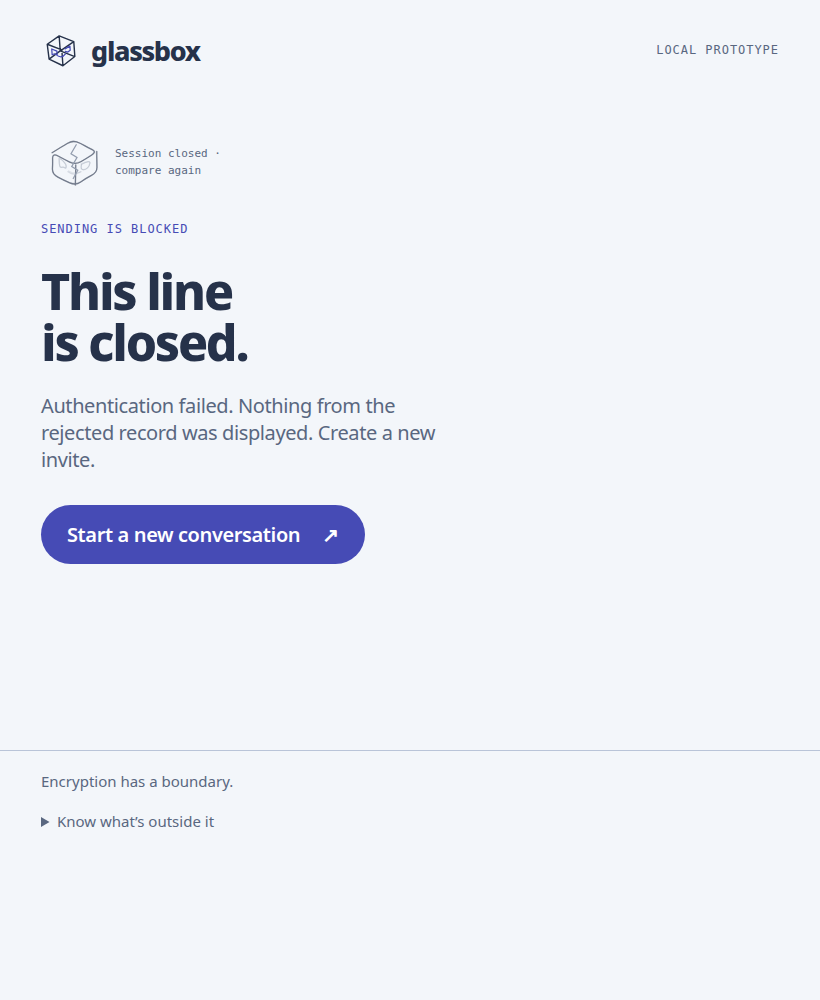 glassbox
LOCAL PROTOTYPE
Session closed ·
compare again
SENDING IS BLOCKED
This line
is closed.
Authentication failed. Nothing from the
rejected record was displayed. Create a new
invite.
Start a new conversation ↗
Encryption has a boundary.
▶ Know what’s outside it